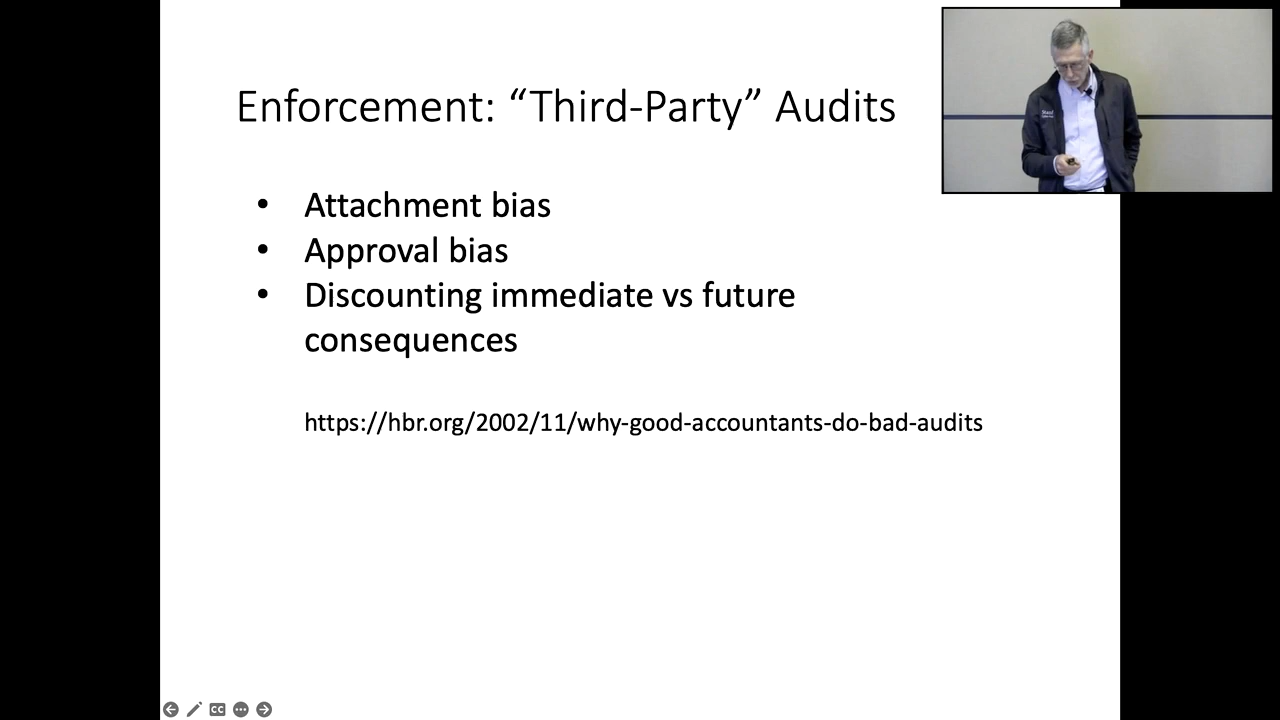 Enforcement: “Third-Party” Audits
• Attachment bias
• Approval bias
• Discounting immediate vs future
consequences
https://hbr.org/2002/11/why-good-accountants-do-bad-audits
CC